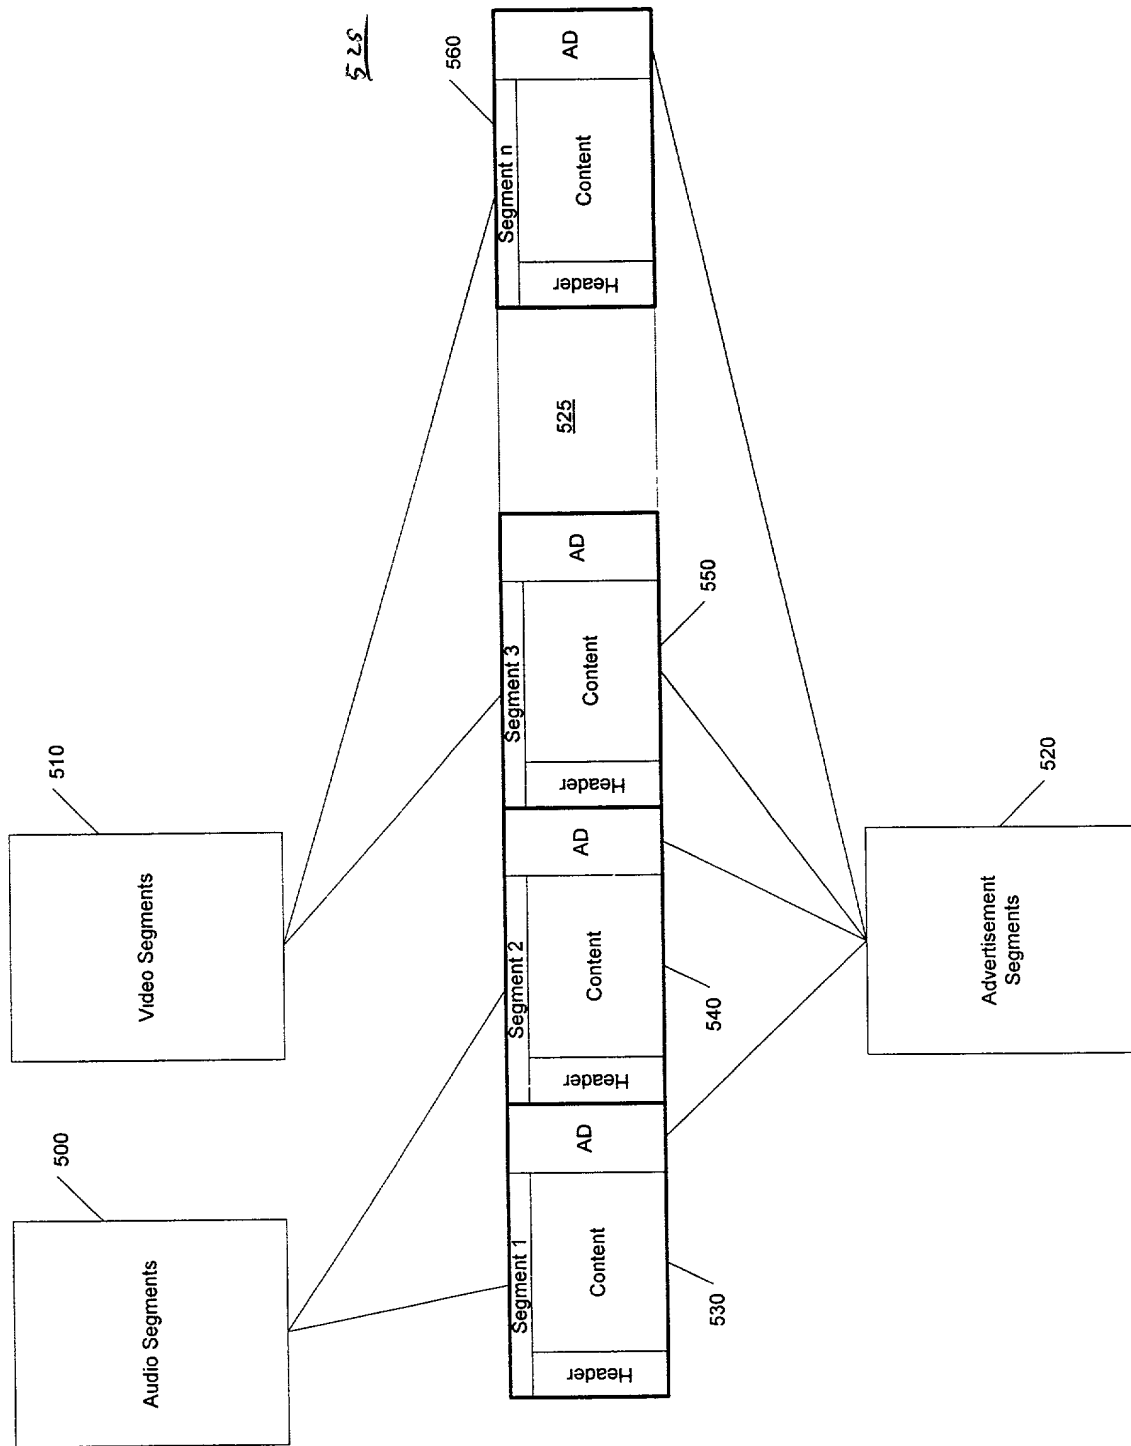 525
500
Audio Segments
510
Video Segments
560
Segment 1
Header
Content
AD
Segment 2
Header
Content
AD
Segment 3
Header
Content
AD
525
Segment n
Header
Content
AD
530
540
550
520
Advertisement
Segments